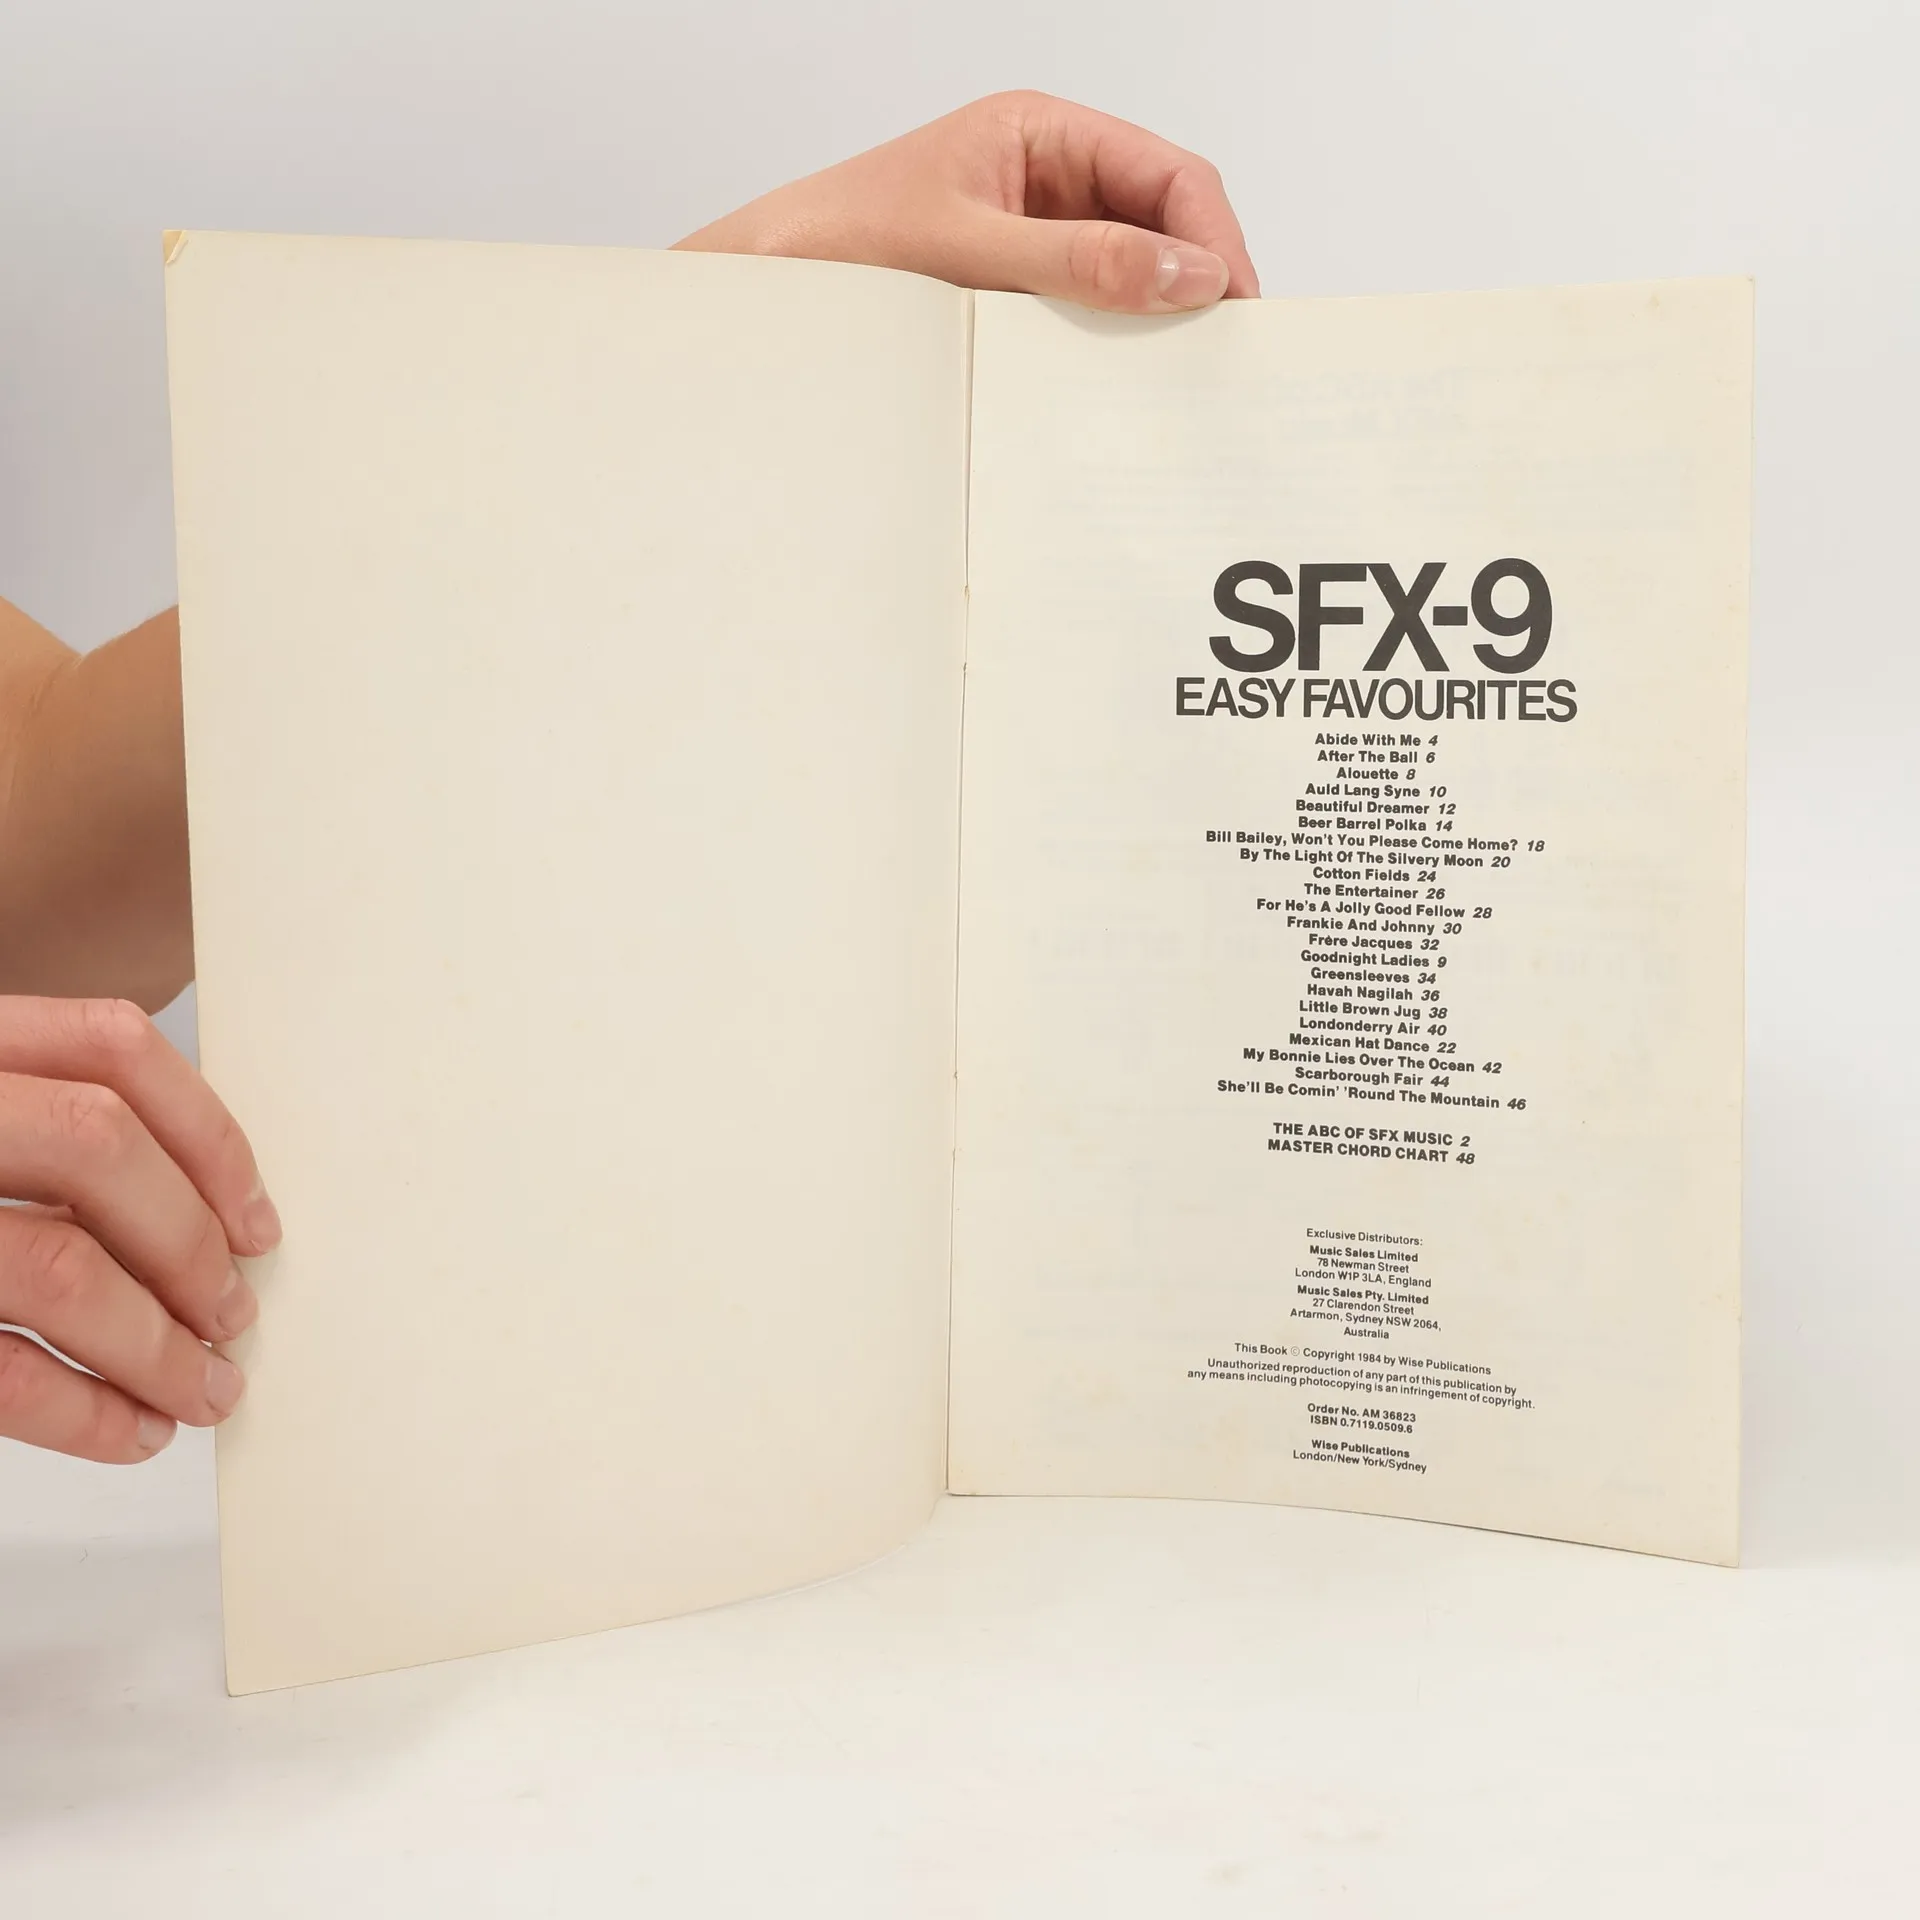 SFX-9
EASY FAVOURITES
Abide With Me 4
After The Ball 6
Alouette 8
Auld Lang Syne 10
Beautiful Dreamer 12
Beer Barrel Polka 14
Bill Bailey, Won't You Please Come Home? 18
By The Light Of The Silvery Moon 20
Cotton Fields 24
The Entertainer 26
For He's A Jolly Good Fellow 28
Frankie And Johnny 30
Frère Jacques 32
Goodnight Ladies 9
Greensleeves 34
Havah Nagilah 36
Little Brown Jug 38
Londonderry Air 40
Mexican Hat Dance 22
My Bonnie Lies Over The Ocean 42
Scarborough Fair 44
She'll Be Comin' 'Round The Mountain 46
THE ABC OF SFX MUSIC 2
MASTER CHORD CHART 48
Exclusive Distributors:
Music Sales Limited
78 Newman Street
London W1P 3LA, England
Music Sales Pty. Limited
27 Clarendon Street
Artarmon, Sydney NSW 2064,
Australia
This Book © Copyright 1984 by Wise Publications
Unauthorized reproduction of any part of this publication by
any means including photocopying is an infringement of copyright.
Order No. AM 36823
ISBN 0.7119.0509.6
Wise Publications
London/New York/Sydney